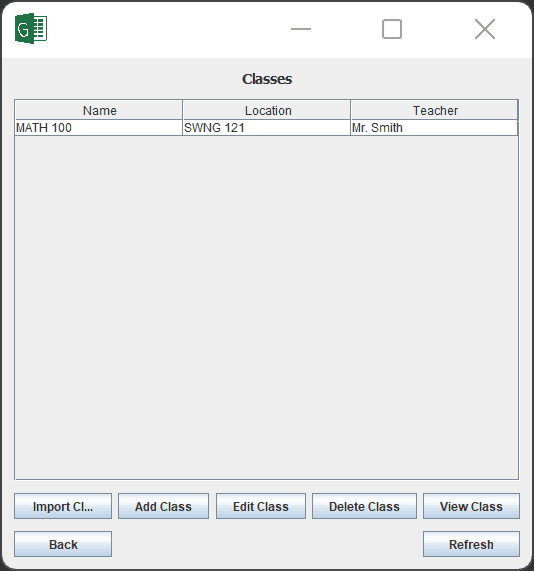 G
Classes
Name Location Teacher
MATH 100 SWNG 121 Mr. Smith
Import Cl... Add Class Edit Class Delete Class View Class
Back Refresh